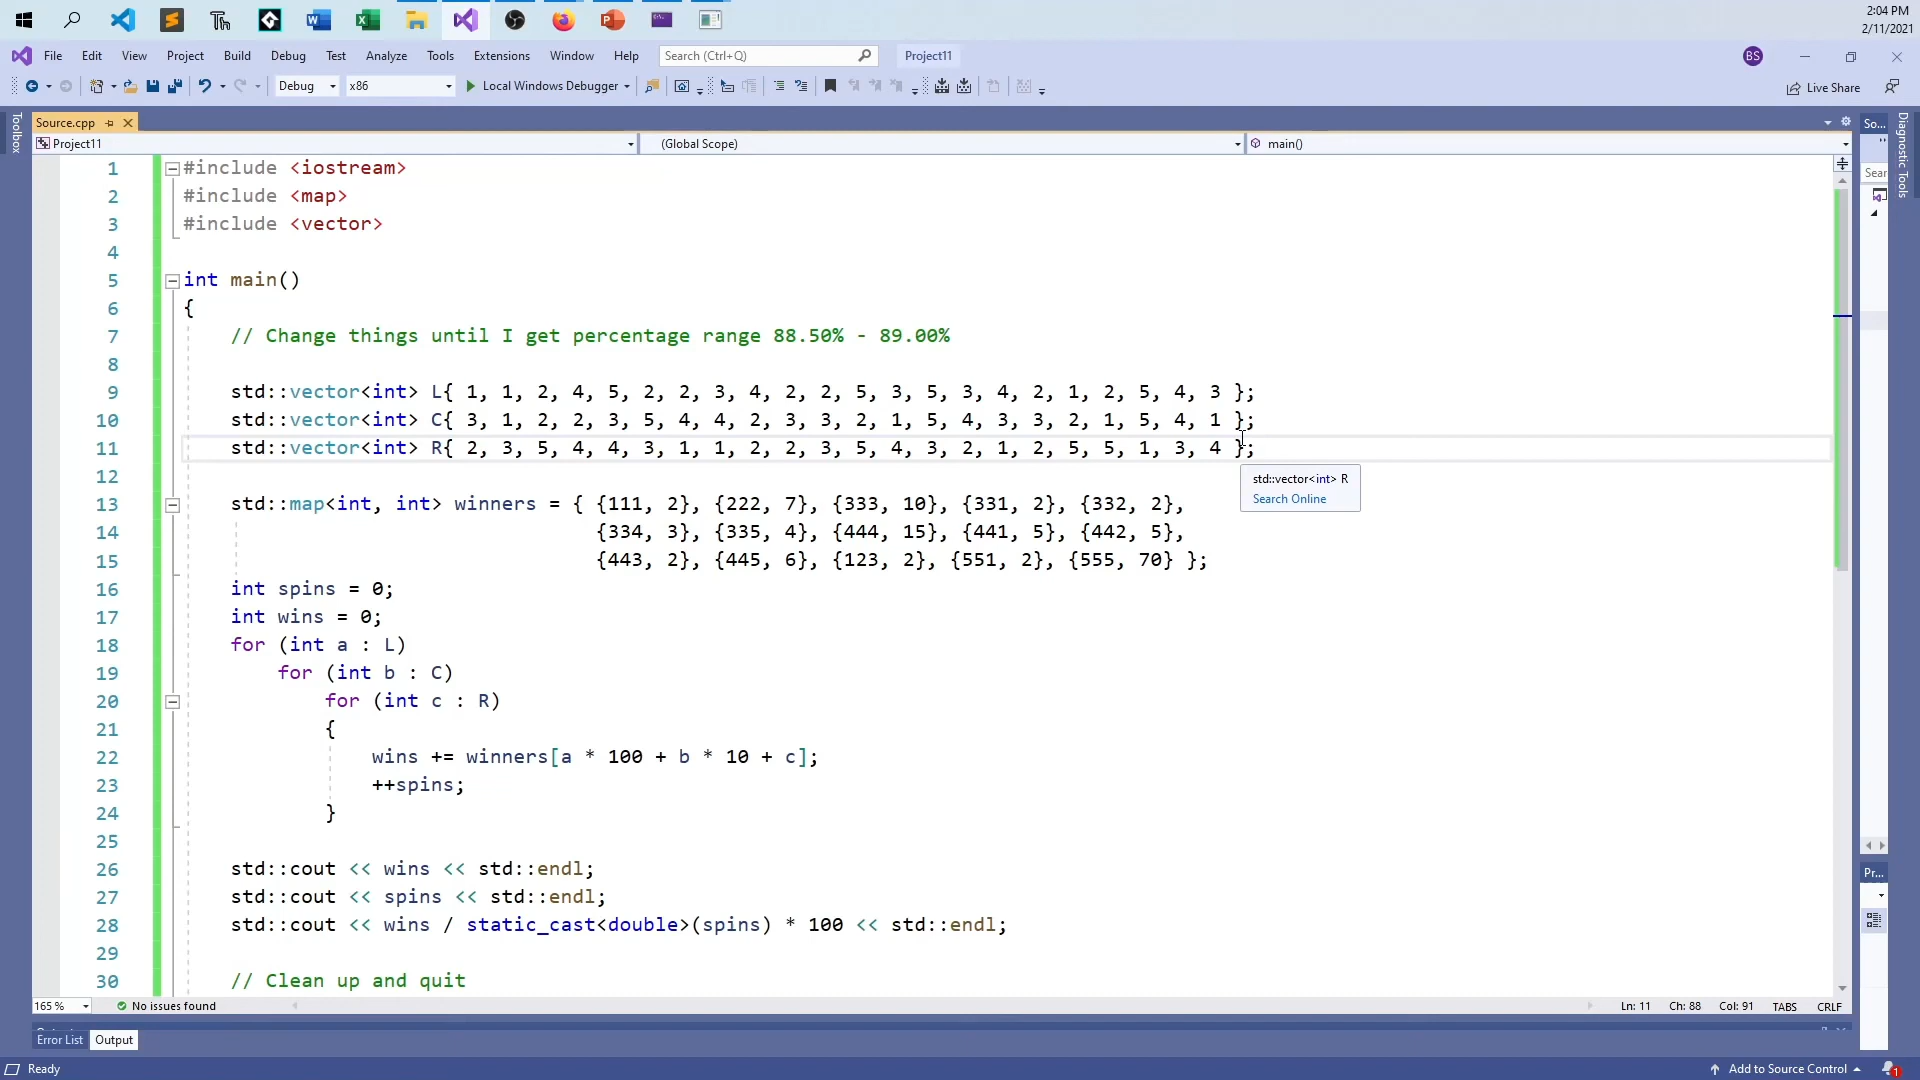 2:04 PM
2/11/2021
File Edit View Project Build Debug Test Analyze Tools Extensions Window Help Search (Ctrl+Q) Project11 BS
Debug x86 Local Windows Debugger Live Share
Toolbox
Source.cpp
Project11 (Global Scope) main()
So...
Sear
Diagnostic Tools
1 #include <iostream>
2 #include <map>
3 #include <vector>
4
5 int main()
6 {
7 // Change things until I get percentage range 88.50% - 89.00%
8
9 std::vector<int> L{ 1, 1, 2, 4, 5, 2, 2, 3, 4, 2, 2, 5, 3, 5, 3, 4, 2, 1, 2, 5, 4, 3 };
10 std::vector<int> C{ 3, 1, 2, 2, 3, 5, 4, 4, 2, 3, 3, 2, 1, 5, 4, 3, 3, 2, 1, 5, 4, 1 };
11 std::vector<int> R{ 2, 3, 5, 4, 4, 3, 1, 1, 2, 2, 3, 5, 4, 3, 2, 1, 2, 5, 5, 1, 3, 4 };
std::vector<int> R
Search Online
12
13 std::map<int, int> winners = { {111, 2}, {222, 7}, {333, 10}, {331, 2}, {332, 2},
14 {334, 3}, {335, 4}, {444, 15}, {441, 5}, {442, 5},
15 {443, 2}, {445, 6}, {123, 2}, {551, 2}, {555, 70} };
16 int spins = 0;
17 int wins = 0;
18 for (int a : L)
19 for (int b : C)
20 for (int c : R)
21 {
22 wins += winners[a * 100 + b * 10 + c];
23 ++spins;
24 }
25
26 std::cout << wins << std::endl;
27 std::cout << spins << std::endl;
28 std::cout << wins / static_cast<double>(spins) * 100 << std::endl;
29
30 // Clean up and quit
Pr...
165 % No issues found Ln: 11 Ch: 88 Col: 91 TABS CRLF
Error List Output
Ready Add to Source Control 1